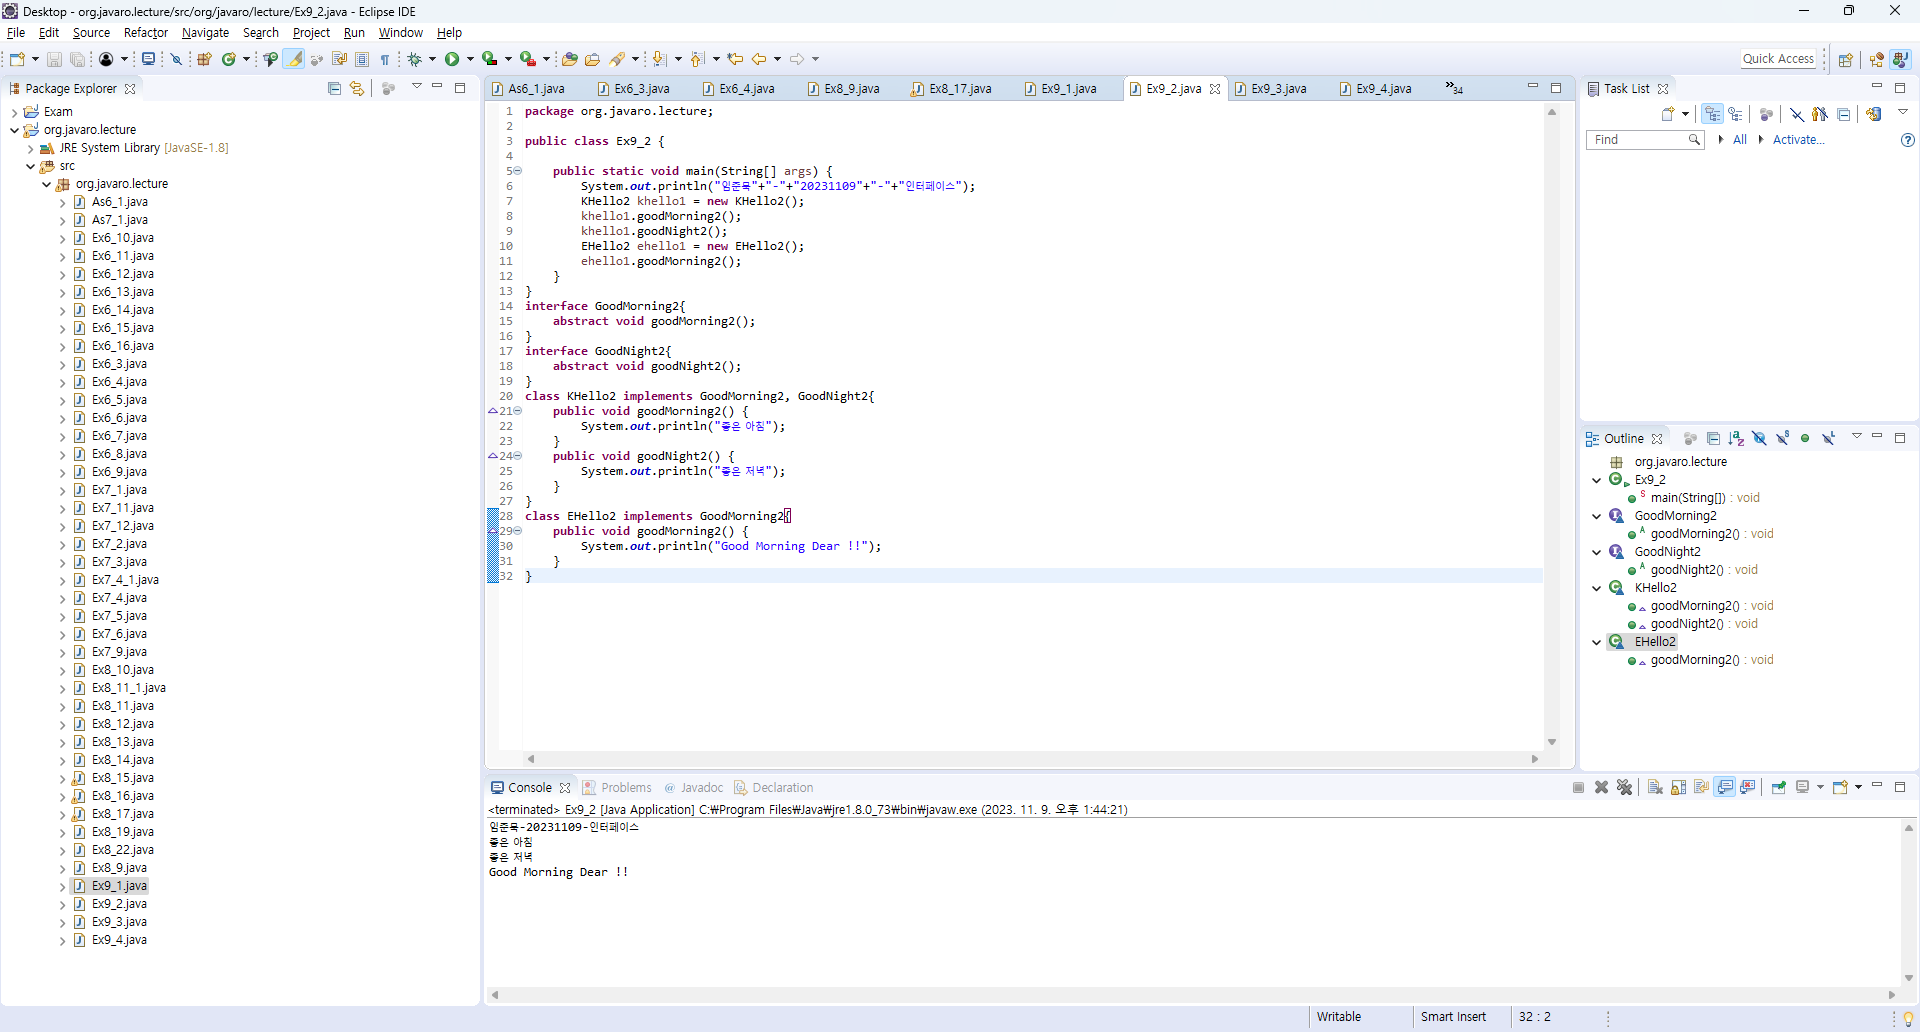 Desktop - org.javaro.lecture/src/org/javaro/lecture/Ex9_2.java - Eclipse IDE
File Edit Source Refactor Navigate Search Project Run Window Help
Quick Access
Package Explorer
Exam
org.javaro.lecture
JRE System Library [JavaSE-1.8]
src
org.javaro.lecture
As6_1.java
As7_1.java
Ex6_10.java
Ex6_11.java
Ex6_12.java
Ex6_13.java
Ex6_14.java
Ex6_15.java
Ex6_16.java
Ex6_3.java
Ex6_4.java
Ex6_5.java
Ex6_6.java
Ex6_7.java
Ex6_8.java
Ex6_9.java
Ex7_1.java
Ex7_11.java
Ex7_12.java
Ex7_2.java
Ex7_3.java
Ex7_4_1.java
Ex7_4.java
Ex7_5.java
Ex7_6.java
Ex7_9.java
Ex8_10.java
Ex8_11_1.java
Ex8_11.java
Ex8_12.java
Ex8_13.java
Ex8_14.java
Ex8_15.java
Ex8_16.java
Ex8_17.java
Ex8_19.java
Ex8_22.java
Ex8_9.java
Ex9_1.java
Ex9_2.java
Ex9_3.java
Ex9_4.java
As6_1.java Ex6_3.java Ex6_4.java Ex8_9.java Ex8_17.java Ex9_1.java Ex9_2.java Ex9_3.java Ex9_4.java »34
1 package org.javaro.lecture;
2
3 public class Ex9_2 {
4
5 public static void main(String[] args) {
6 System.out.println("임준묵"+"-"+"20231109"+"-"+"인터페이스");
7 KHello2 khello1 = new KHello2();
8 khello1.goodMorning2();
9 khello1.goodNight2();
10 EHello2 ehello1 = new EHello2();
11 ehello1.goodMorning2();
12 }
13 }
14 interface GoodMorning2{
15 abstract void goodMorning2();
16 }
17 interface GoodNight2{
18 abstract void goodNight2();
19 }
20 class KHello2 implements GoodMorning2, GoodNight2{
21 public void goodMorning2() {
22 System.out.println("좋은 아침");
23 }
24 public void goodNight2() {
25 System.out.println("좋은 저녁");
26 }
27 }
28 class EHello2 implements GoodMorning2{
29 public void goodMorning2() {
30 System.out.println("Good Morning Dear !!");
31 }
32 }
Console Problems @ Javadoc Declaration
<terminated> Ex9_2 [Java Application] C:₩Program Files₩Java₩jre1.8.0_73₩bin₩javaw.exe (2023. 11. 9. 오후 1:44:21)
임준묵-20231109-인터페이스
좋은 아침
좋은 저녁
Good Morning Dear !!
Task List
Find All Activate...
Outline
org.javaro.lecture
Ex9_2
main(String[]) : void
GoodMorning2
goodMorning2() : void
GoodNight2
goodNight2() : void
KHello2
goodMorning2() : void
goodNight2() : void
EHello2
goodMorning2() : void
Writable Smart Insert 32 : 2